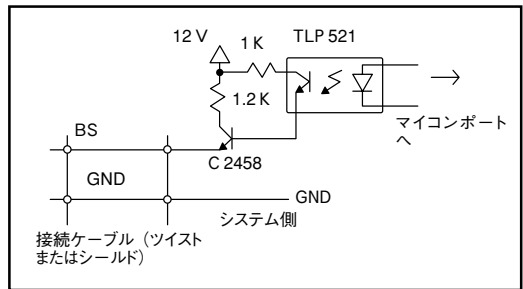 12 V
1 K
TLP 521
1.2 K
マイコンポート
へ
BS
C 2458
GND
GND
システム側
接続ケーブル（ツイスト
またはシールド）